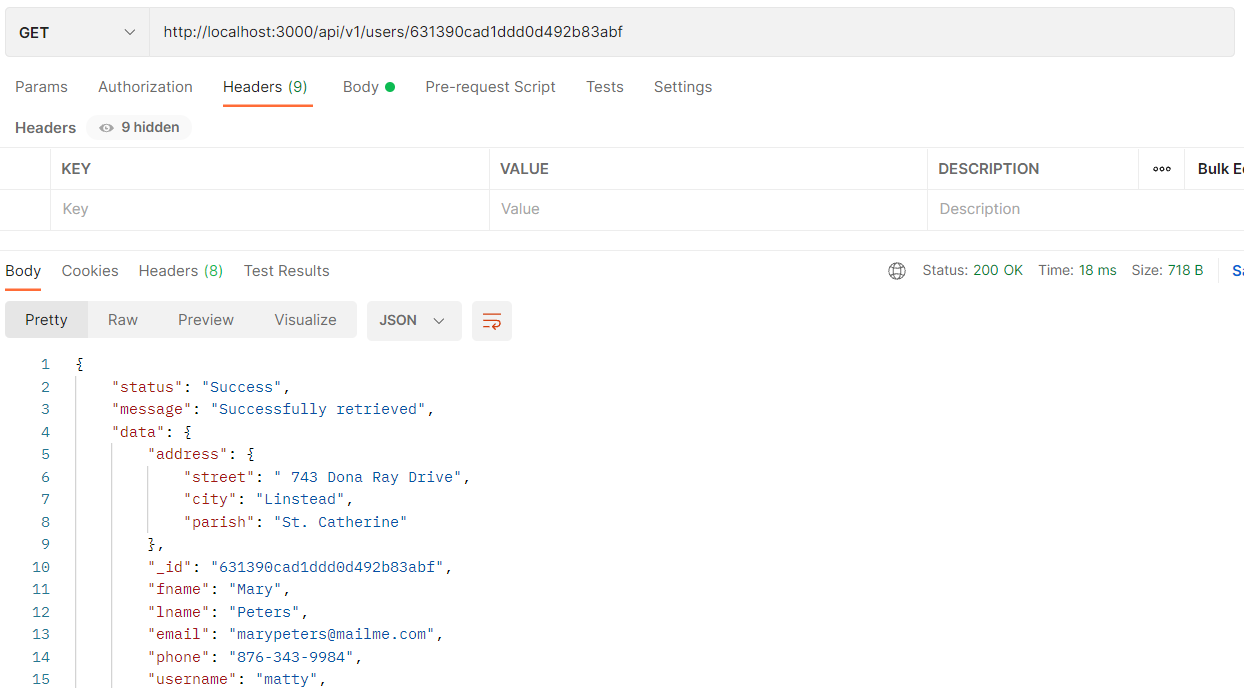 GET http://localhost:3000/api/v1/users/631390cad1ddd0d492b83abf
Params Authorization Headers (9) Body Pre-request Script Tests Settings
Headers 9 hidden
KEY VALUE DESCRIPTION ooo Bulk
Key Value Description
Body Cookies Headers (8) Test Results Status: 200 OK Time: 18 ms Size: 718 B
Pretty Raw Preview Visualize JSON
1 {
2 "status": "Success",
3 "message": "Successfully retrieved",
4 "data": {
5 "address": {
6 "street": " 743 Dona Ray Drive",
7 "city": "Linstead",
8 "parish": "St. Catherine"
9 },
10 "_id": "631390cad1ddd0d492b83abf",
11 "fname": "Mary",
12 "lname": "Peters",
13 "email": "marypeters@mailme.com",
14 "phone": "876-343-9984",
15 "username": "matty",